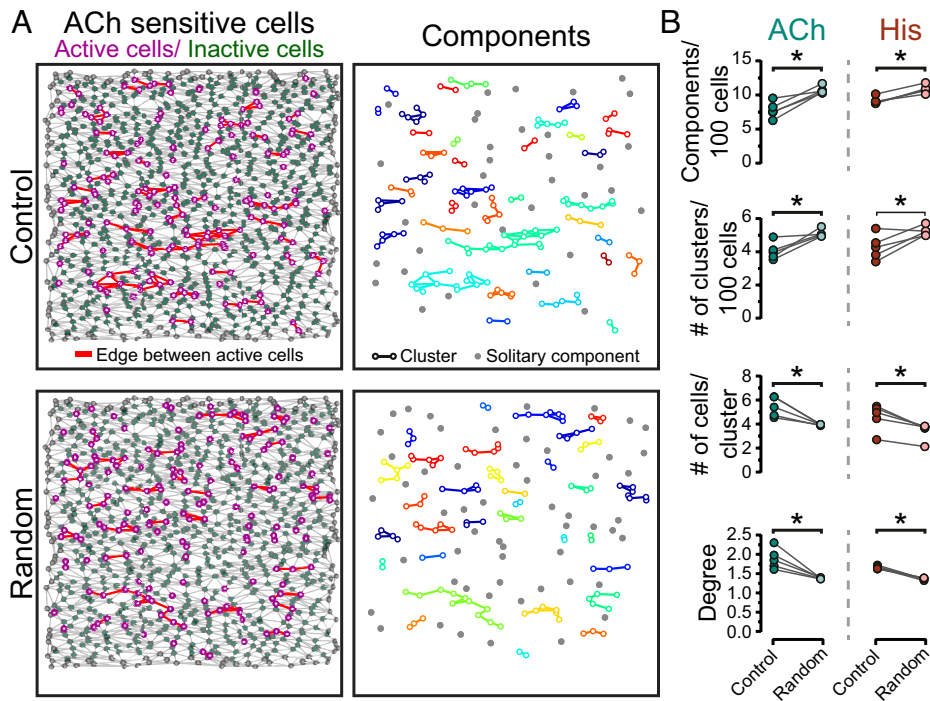 A
ACh sensitive cells
Active cells/ Inactive cells
Components
Control
Edge between active cells
Cluster
Solitary component
Random
B
ACh
His
Components/
100 cells
15
10
5
0
*
*
# of clusters/
100 cells
6
4
2
0
*
*
# of cells/
cluster
8
6
4
2
0
*
*
Degree
2.5
2.0
1.5
1.0
0.5
0.0
*
*
Control
Random
Control
Random